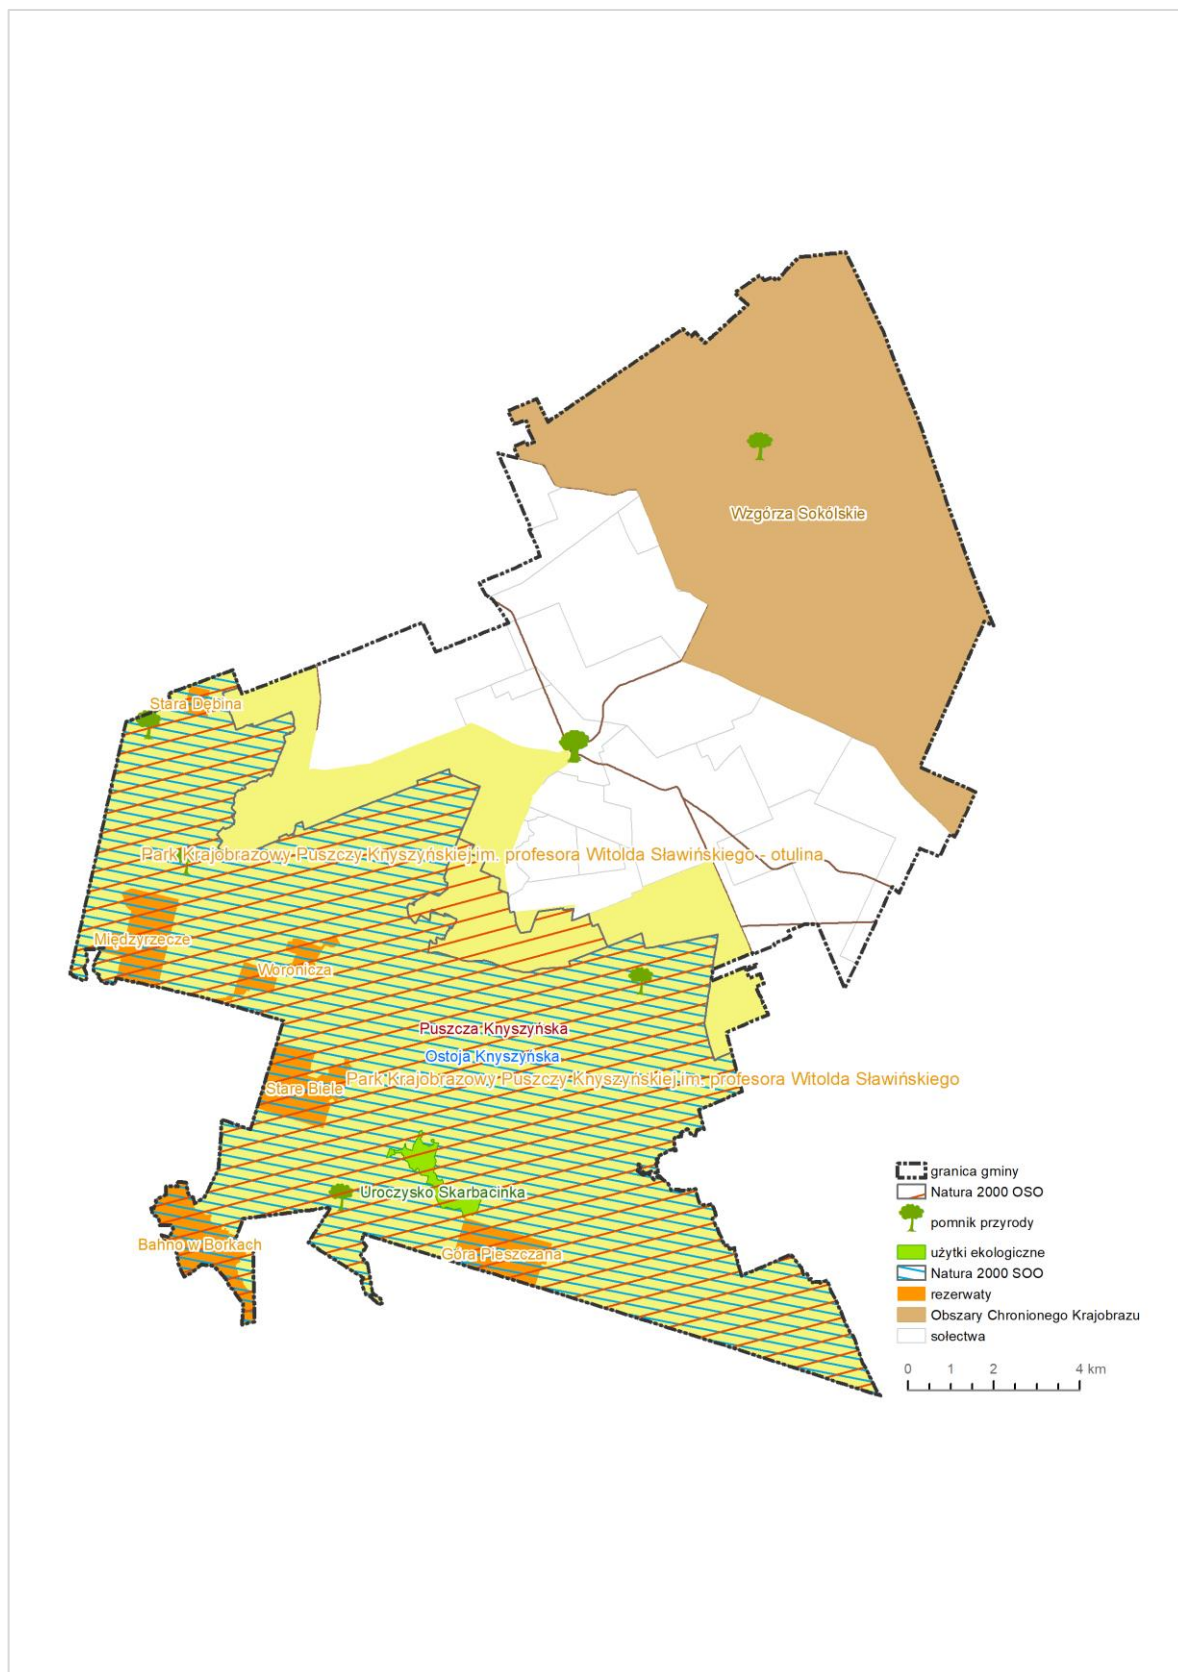 Wzgórza Sokólskie
Stara Dębina
Park Krajobrazowy Puszczy Knyszyńskiej im. profesora Witolda Sławińskiego - otulina
Międzyrzecze
Woronicza
Puszcza Knyszyńska
Ostoja Knyszyńska
Park Krajobrazowy Puszczy Knyszyńskiej im. profesora Witolda Sławińskiego
Stare Biele
Uroczysko Skarbacinka
Bahno w Borkach
Góra Pieszczana
granica gminy
Natura 2000 OSO
pomnik przyrody
użytki ekologiczne
Natura 2000 SOO
rezerwaty
Obszary Chronionego Krajobrazu
sołectwa
0 1 2 4 km